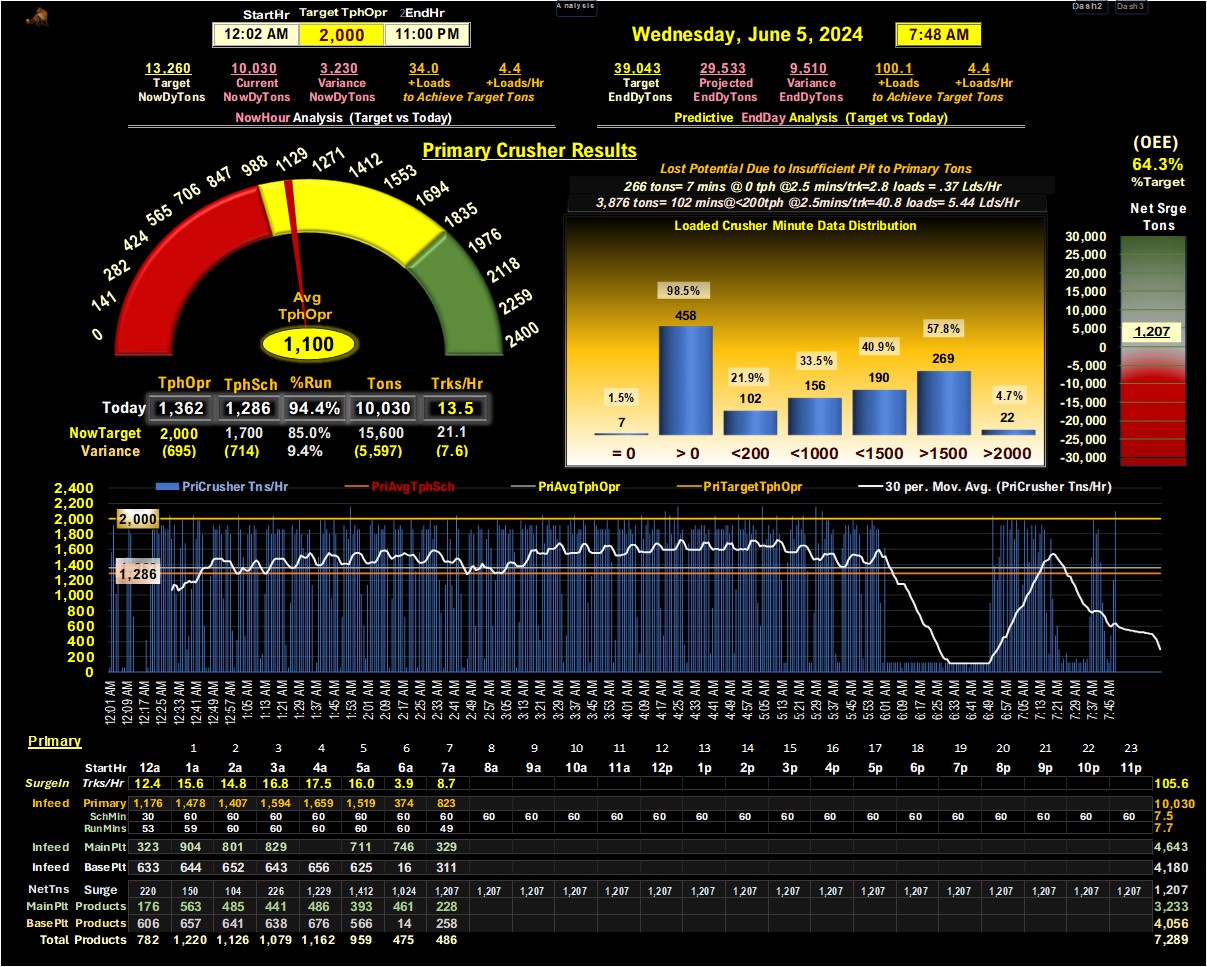 Analysis
Dash2 Dash3
StartHr Target TphOpr 2EndHr
12:02 AM 2,000 11:00 PM
Wednesday, June 5, 2024 7:48 AM
13,260 10,030 3,230 34.0 4.4
Target Current Variance +Loads +Loads/Hr
NowDyTons NowDyTons NowDyTons to Achieve Target Tons
NowHour Analysis (Target vs Today)
39,043 29,533 9,510 100.1 4.4
Target Projected Variance +Loads +Loads/Hr
EndDyTons EndDyTons EndDyTons to Achieve Target Tons
Predictive EndDay Analysis (Target vs Today)
Primary Crusher Results
0 141 282 424 565 706 847 988 1129 1271 1412 1553 1694 1835 1976 2118 2259 2400
Avg
TphOpr
1,100
TphOpr TphSch %Run Tons Trks/Hr
Today 1,362 1,286 94.4% 10,030 13.5
NowTarget 2,000 1,700 85.0% 15,600 21.1
Variance (695) (714) 9.4% (5,597) (7.6)
Lost Potential Due to Insufficient Pit to Primary Tons
266 tons= 7 mins @ 0 tph @2.5 mins/trk=2.8 loads = .37 Lds/Hr
3,876 tons= 102 mins@<200tph @2.5mins/trk=40.8 loads= 5.44 Lds/Hr
Loaded Crusher Minute Data Distribution
1.5% 98.5% 21.9% 33.5% 40.9% 57.8% 4.7%
7 458 102 156 190 269 22
= 0 > 0 <200 <1000 <1500 >1500 >2000
(OEE)
64.3%
%Target
Net Srge
Tons
30,000
25,000
20,000
15,000
10,000
5,000
0
-5,000
-10,000
-15,000
-20,000
-25,000
-30,000
1,207
PriCrusher Tns/Hr PriAvgTphSch PriAvgTphOpr PriTargetTphOpr 30 per. Mov. Avg. (PriCrusher Tns/Hr)
2,400
2,200
2,000
1,800
1,600
1,400
1,200
1,000
800
600
400
200
0
2,000
1,286
12:01 AM 12:09 AM 12:17 AM 12:25 AM 12:33 AM 12:41 AM 12:49 AM 12:57 AM 1:05 AM 1:13 AM 1:21 AM 1:29 AM 1:37 AM 1:45 AM 1:53 AM 2:01 AM 2:09 AM 2:17 AM 2:25 AM 2:33 AM 2:41 AM 2:49 AM 2:57 AM 3:05 AM 3:13 AM 3:21 AM 3:29 AM 3:37 AM 3:45 AM 3:53 AM 4:01 AM 4:09 AM 4:17 AM 4:25 AM 4:33 AM 4:41 AM 4:49 AM 4:57 AM 5:05 AM 5:13 AM 5:21 AM 5:29 AM 5:37 AM 5:45 AM 5:53 AM 6:01 AM 6:09 AM 6:17 AM 6:25 AM 6:33 AM 6:41 AM 6:49 AM 6:57 AM 7:05 AM 7:13 AM 7:21 AM 7:29 AM 7:37 AM 7:45 AM
Primary
1 2 3 4 5 6 7 8 9 10 11 12 13 14 15 16 17 18 19 20 21 22 23
StartHr 12a 1a 2a 3a 4a 5a 6a 7a 8a 9a 10a 11a 12p 1p 2p 3p 4p 5p 6p 7p 8p 9p 10p 11p
SurgeIn Trks/Hr 12.4 15.6 14.8 16.8 17.5 16.0 3.9 8.7 105.6
Infeed Primary 1,176 1,478 1,407 1,594 1,659 1,519 374 823 10,030
SchMin 30 60 60 60 60 60 60 60 60 60 60 60 60 60 60 60 60 60 60 60 60 60 60 60 7.5
RunMins 53 59 60 60 60 60 60 49 7.7
Infeed MainPlt 323 904 801 829 711 746 329 4,643
Infeed BasePlt 633 644 652 643 656 625 16 311 4,180
NetTns Surge 220 150 104 226 1,229 1,412 1,024 1,207 1,207 1,207 1,207 1,207 1,207 1,207 1,207 1,207 1,207 1,207 1,207 1,207 1,207 1,207 1,207 1,207 1,207
MainPlt Products 176 563 485 441 486 393 461 228 3,233
BasePlt Products 606 657 641 638 676 566 14 258 4,056
Total Products 782 1,220 1,126 1,079 1,162 959 475 486 7,289